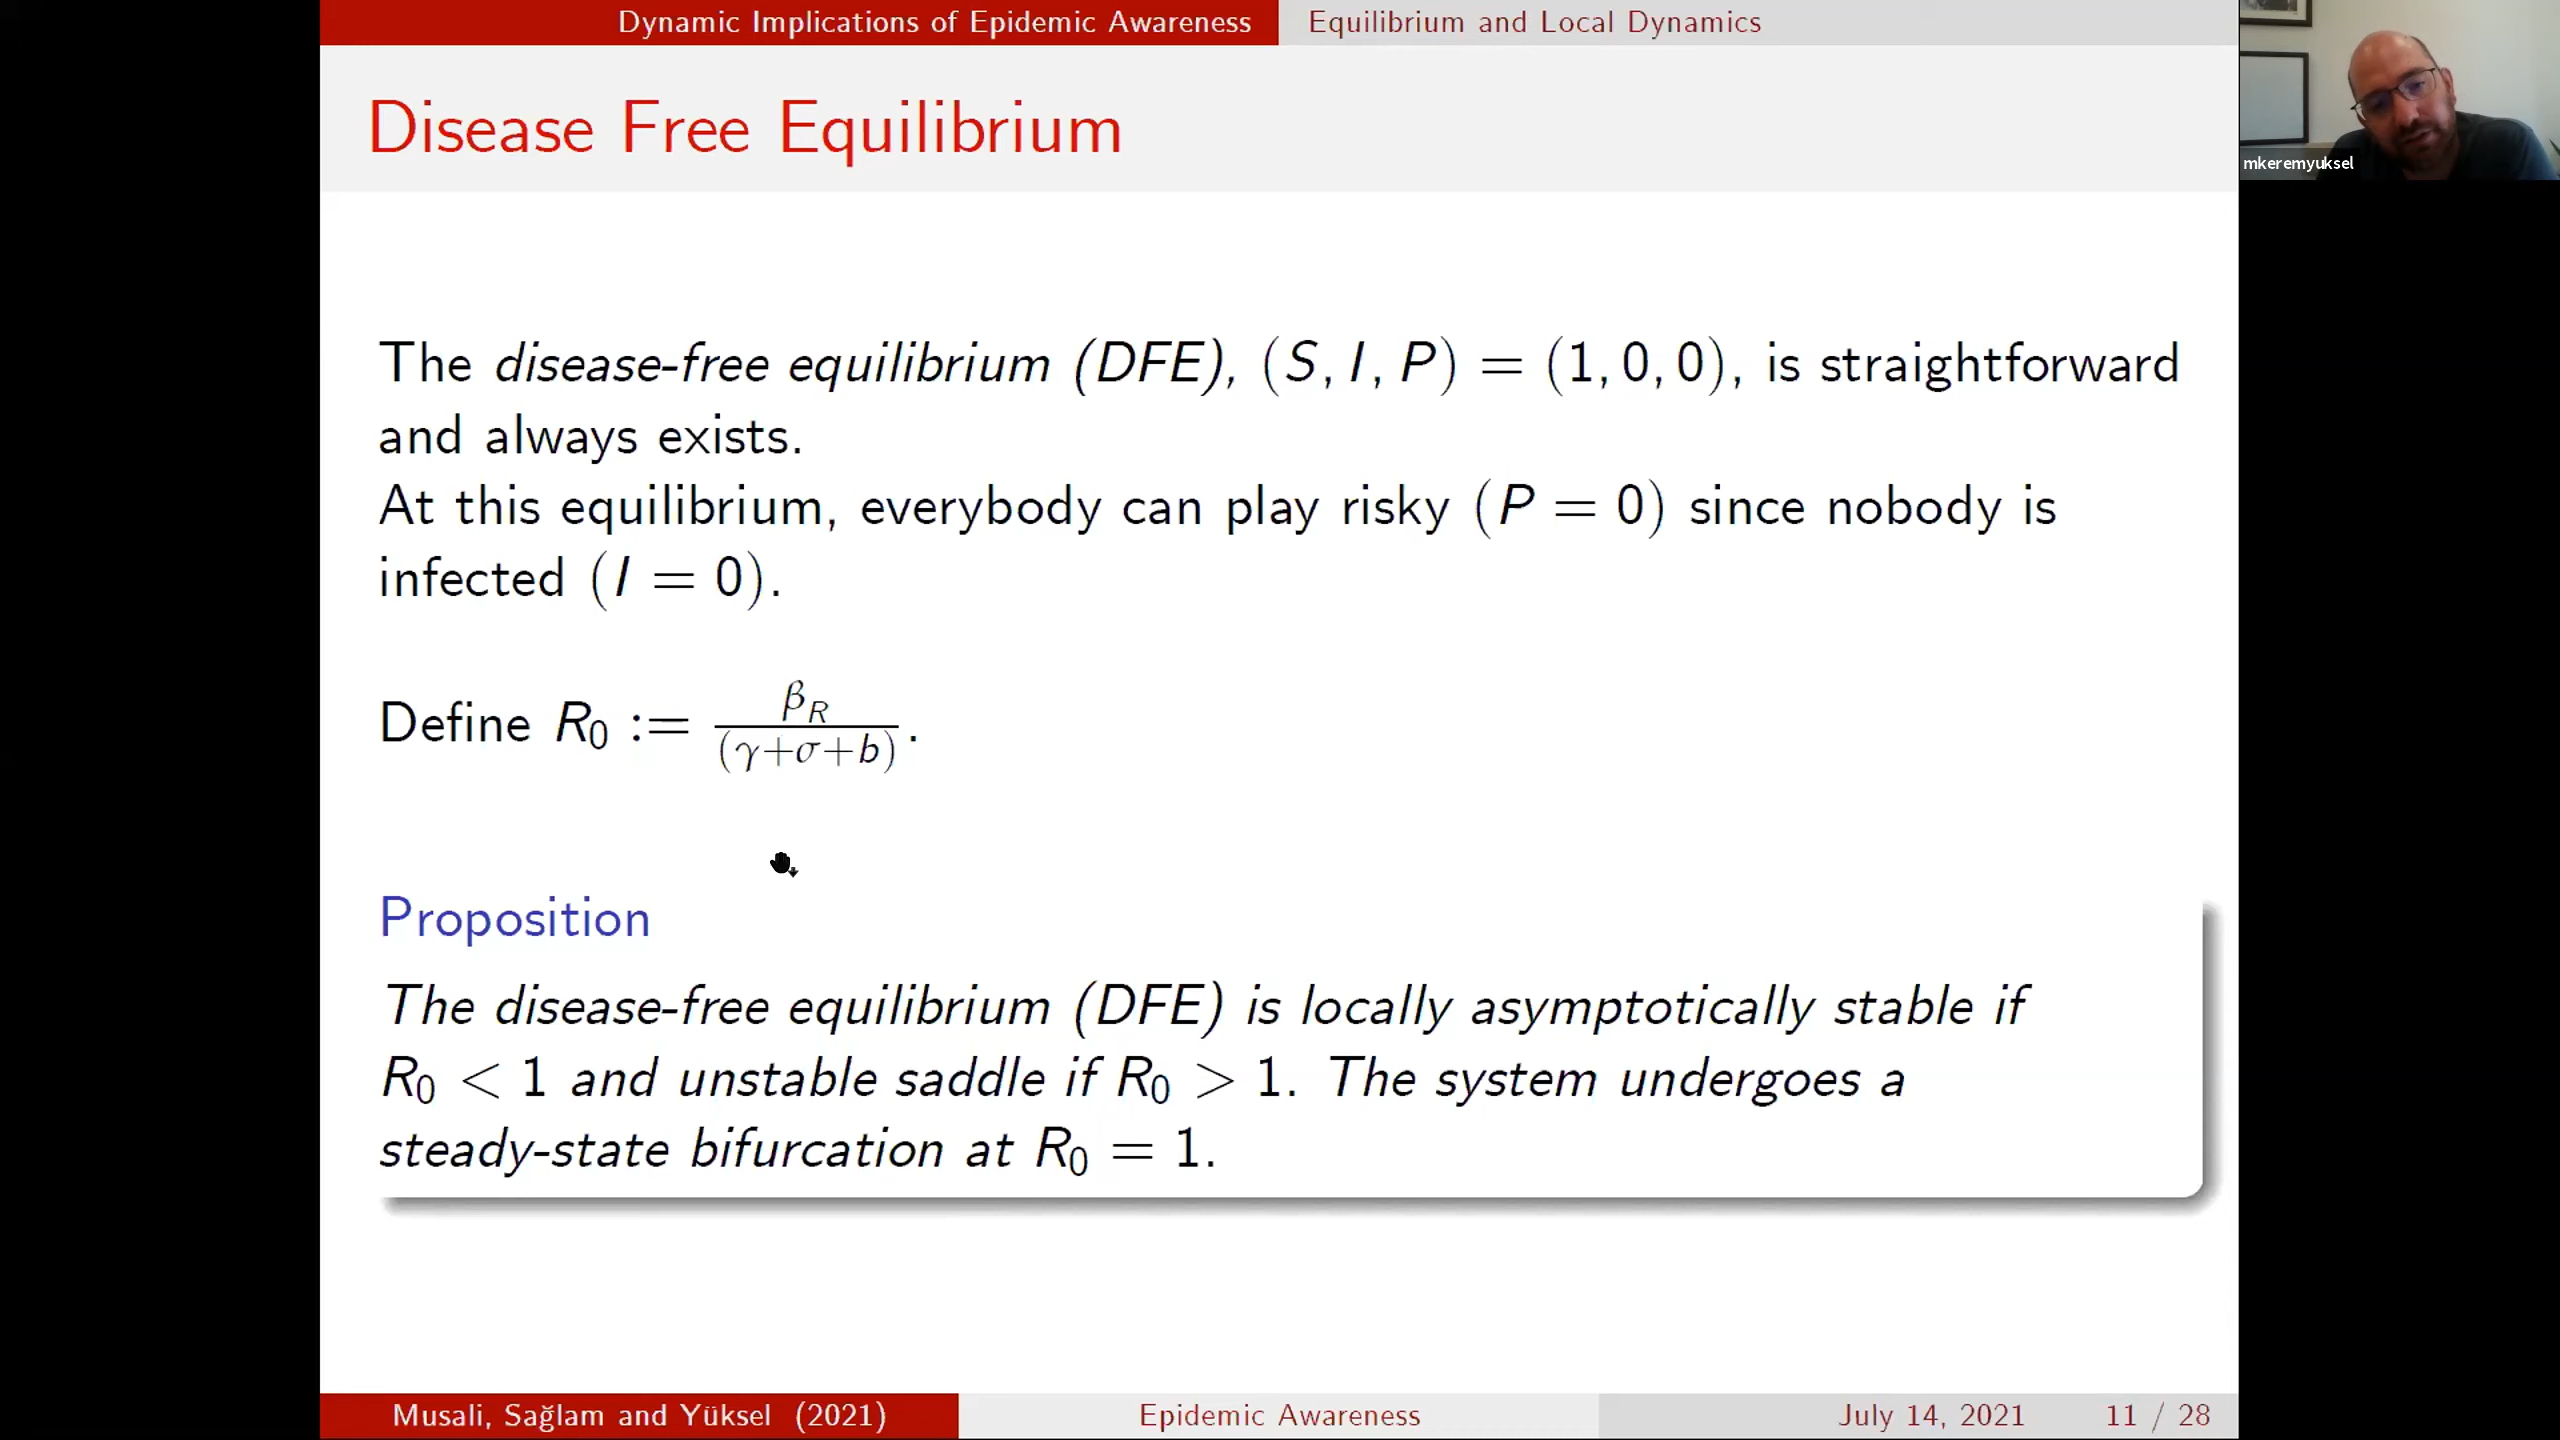 Dynamic Implications of Epidemic Awareness Equilibrium and Local Dynamics
Disease Free Equilibrium
mkeremyuksel
The disease-free equilibrium (DFE), (S, I, P) = (1, 0, 0), is straightforward
and always exists.
At this equilibrium, everybody can play risky (P = 0) since nobody is
infected (I = 0).
Define R₀ := β_R / (γ+σ+b).
Proposition
The disease-free equilibrium (DFE) is locally asymptotically stable if
R₀ < 1 and unstable saddle if R₀ > 1. The system undergoes a
steady-state bifurcation at R₀ = 1.
Musali, Sağlam and Yüksel (2021) Epidemic Awareness July 14, 2021 11 / 28